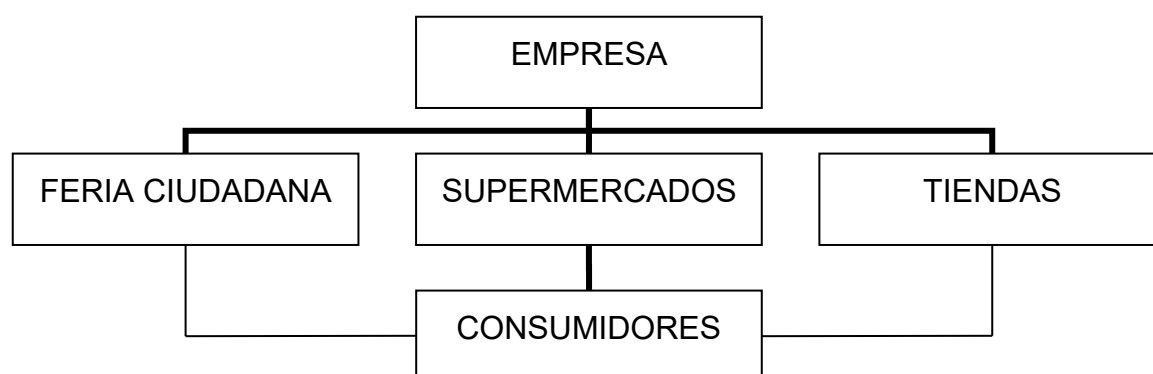 EMPRESA
FERIA CIUDADANA
SUPERMERCADOS
TIENDAS
CONSUMIDORES